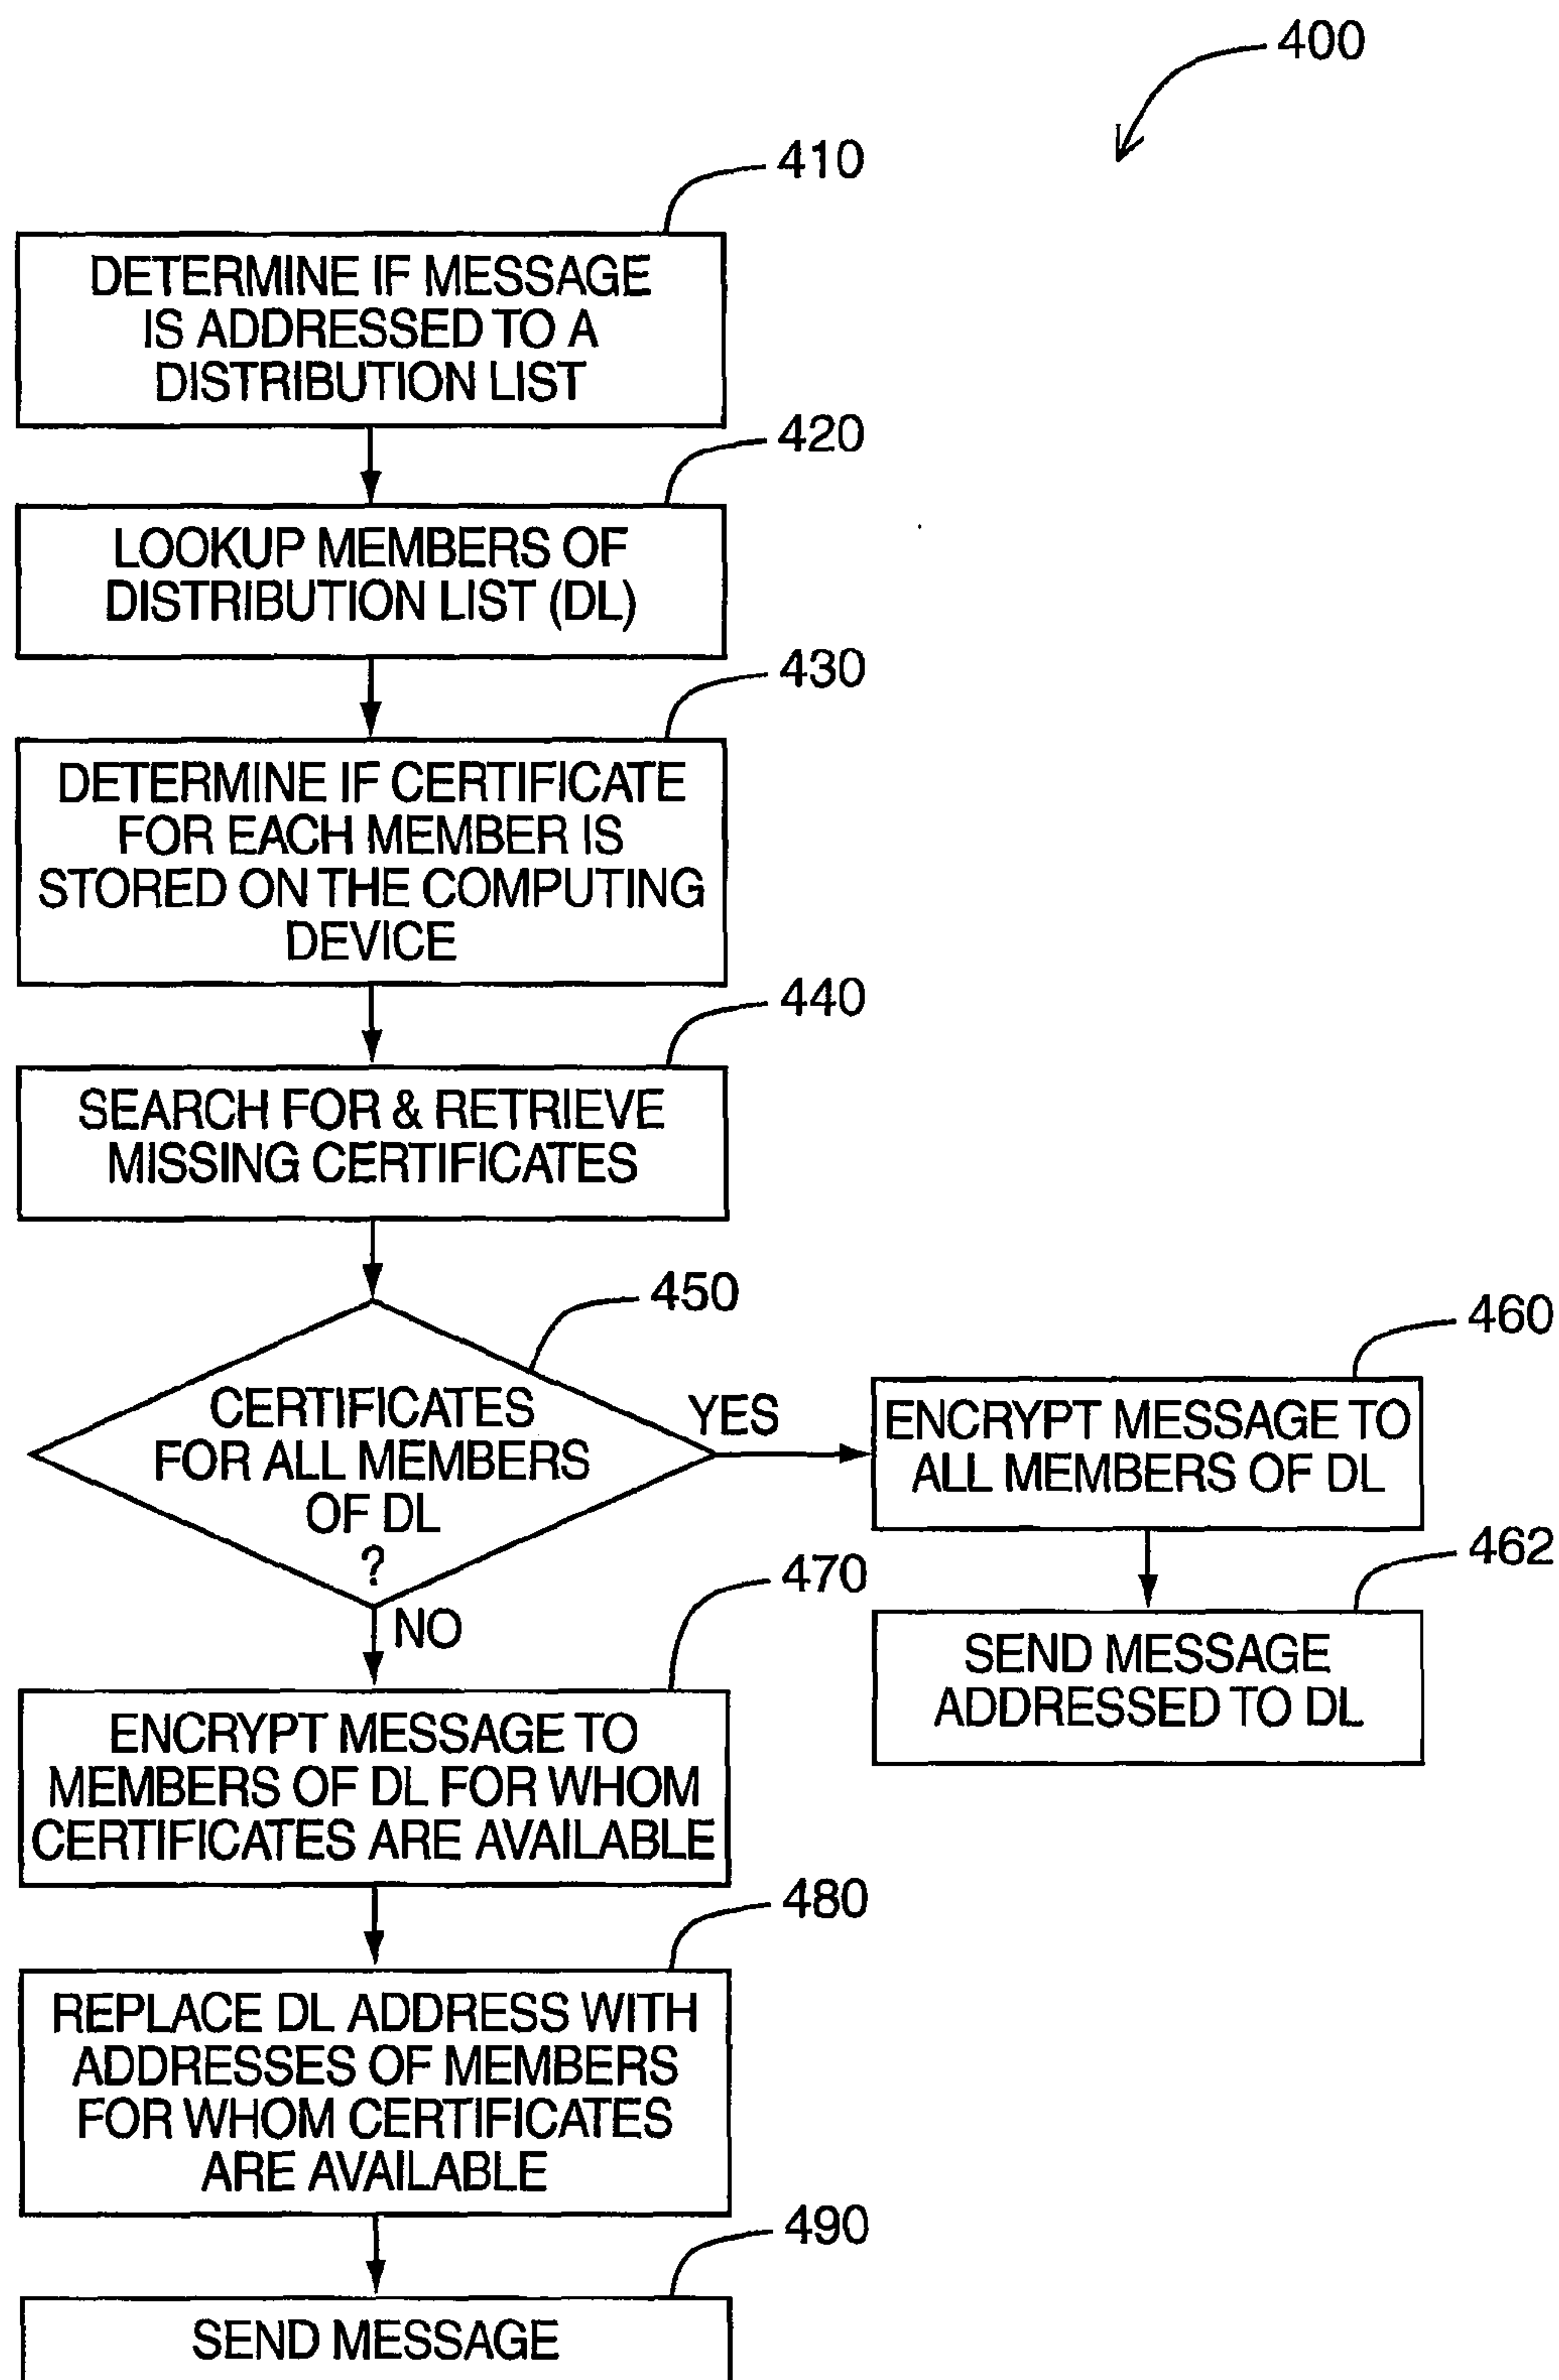 400
410
DETERMINE IF MESSAGE
IS ADDRESSED TO A
DISTRIBUTION LIST
420
LOOKUP MEMBERS OF
DISTRIBUTION LIST (DL)
430
DETERMINE IF CERTIFICATE
FOR EACH MEMBER IS
STORED ON THE COMPUTING
DEVICE
440
SEARCH FOR & RETRIEVE
MISSING CERTIFICATES
450
CERTIFICATES
FOR ALL MEMBERS
OF DL
?
YES
460
ENCRYPT MESSAGE TO
ALL MEMBERS OF DL
462
SEND MESSAGE
ADDRESSED TO DL
NO
470
ENCRYPT MESSAGE TO
MEMBERS OF DL FOR WHOM
CERTIFICATES ARE AVAILABLE
480
REPLACE DL ADDRESS WITH
ADDRESSES OF MEMBERS
FOR WHOM CERTIFICATES
ARE AVAILABLE
490
SEND MESSAGE